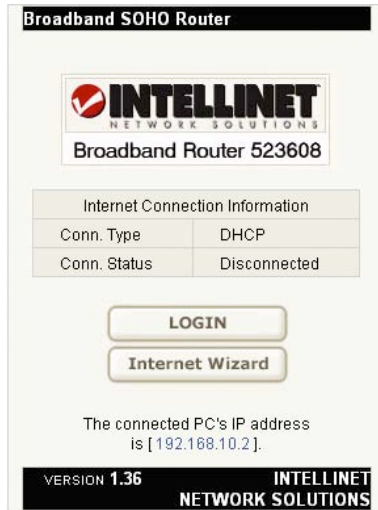 Broadband SOHO Router
INTELLINET
NETWORK SOLUTIONS
Broadband Router 523608
Internet Connection Information
Conn. Type DHCP
Conn. Status Disconnected
LOGIN
Internet Wizard
The connected PC's IP address
is [ 192.168.10.2 ].
VERSION 1.36 INTELLINET
NETWORK SOLUTIONS